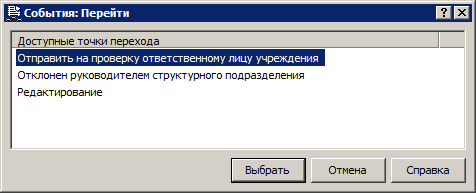 События: Перейти
Доступные точки перехода
Отправить на проверку ответственному лицу учреждения
Отклонен руководителем структурного подразделения
Редактирование
Выбрать Отмена Справка